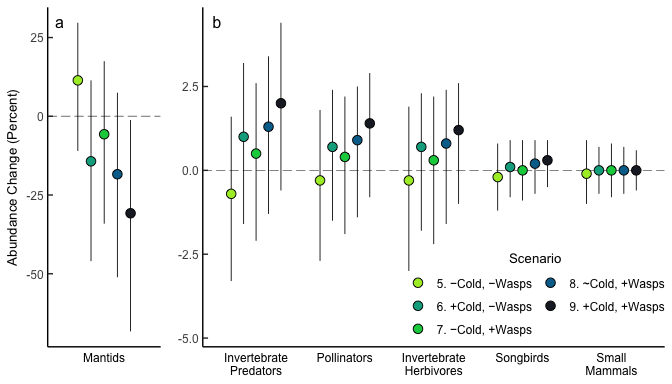 a
b
Abundance Change (Percent)
25
0
-25
-50
2.5
0.0
-2.5
-5.0
Scenario
5. −Cold, −Wasps
6. +Cold, −Wasps
7. −Cold, +Wasps
8. ~Cold, +Wasps
9. +Cold, +Wasps
Mantids
Invertebrate
Predators
Pollinators
Invertebrate
Herbivores
Songbirds
Small
Mammals